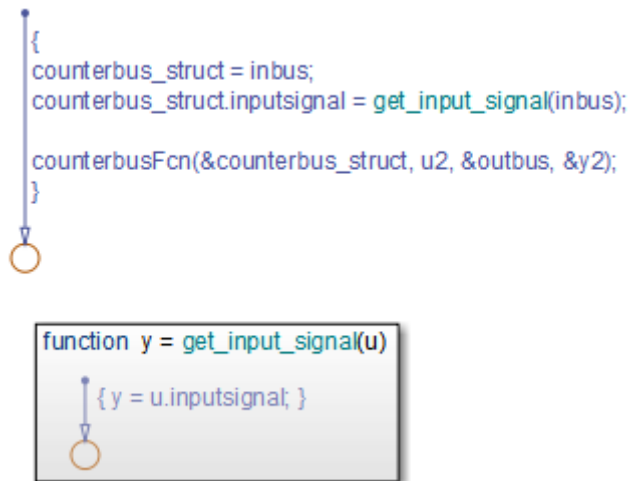 {
counterbus_struct = inbus;
counterbus_struct.inputsignal = get_input_signal(inbus);
counterbusFcn(&counterbus_struct, u2, &outbus, &y2);
}
function y = get_input_signal(u)
{ y = u.inputsignal; }